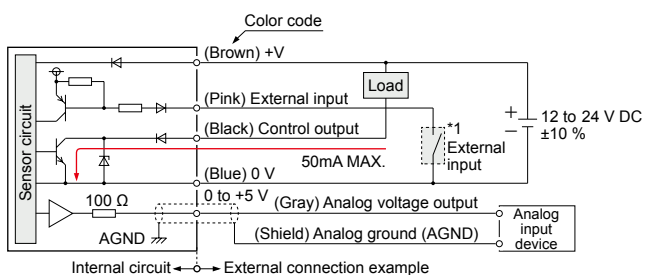 Color code
(Brown) +V
Load
(Pink) External input
(Black) Control output
*1
External
input
+
−
12 to 24 V DC
±10 %
50mA MAX.
(Blue) 0 V
Sensor circuit
100 Ω
0 to +5 V
(Gray) Analog voltage output
Analog
input
device
AGND
(Shield) Analog ground (AGND)
Internal circuit
External connection example